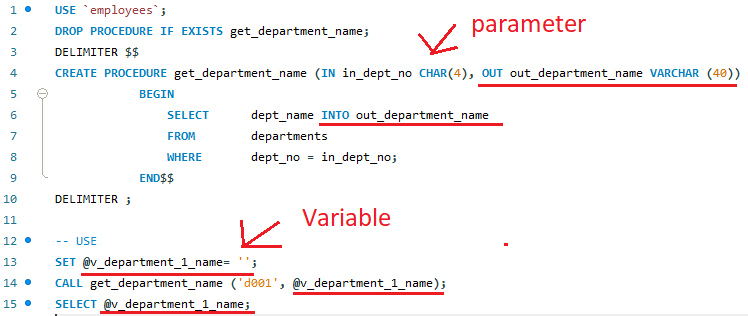 1 USE `employees`;
2 DROP PROCEDURE IF EXISTS get_department_name;
parameter
3 DELIMITER $$
4 CREATE PROCEDURE get_department_name (IN in_dept_no CHAR(4), OUT out_department_name VARCHAR (40))
5 BEGIN
6 SELECT dept_name INTO out_department_name
7 FROM departments
8 WHERE dept_no = in_dept_no;
9 END$$
10 DELIMITER ;
11
Variable
12 -- USE
13 SET @v_department_1_name= '';
14 CALL get_department_name ('d001', @v_department_1_name);
15 SELECT @v_department_1_name;